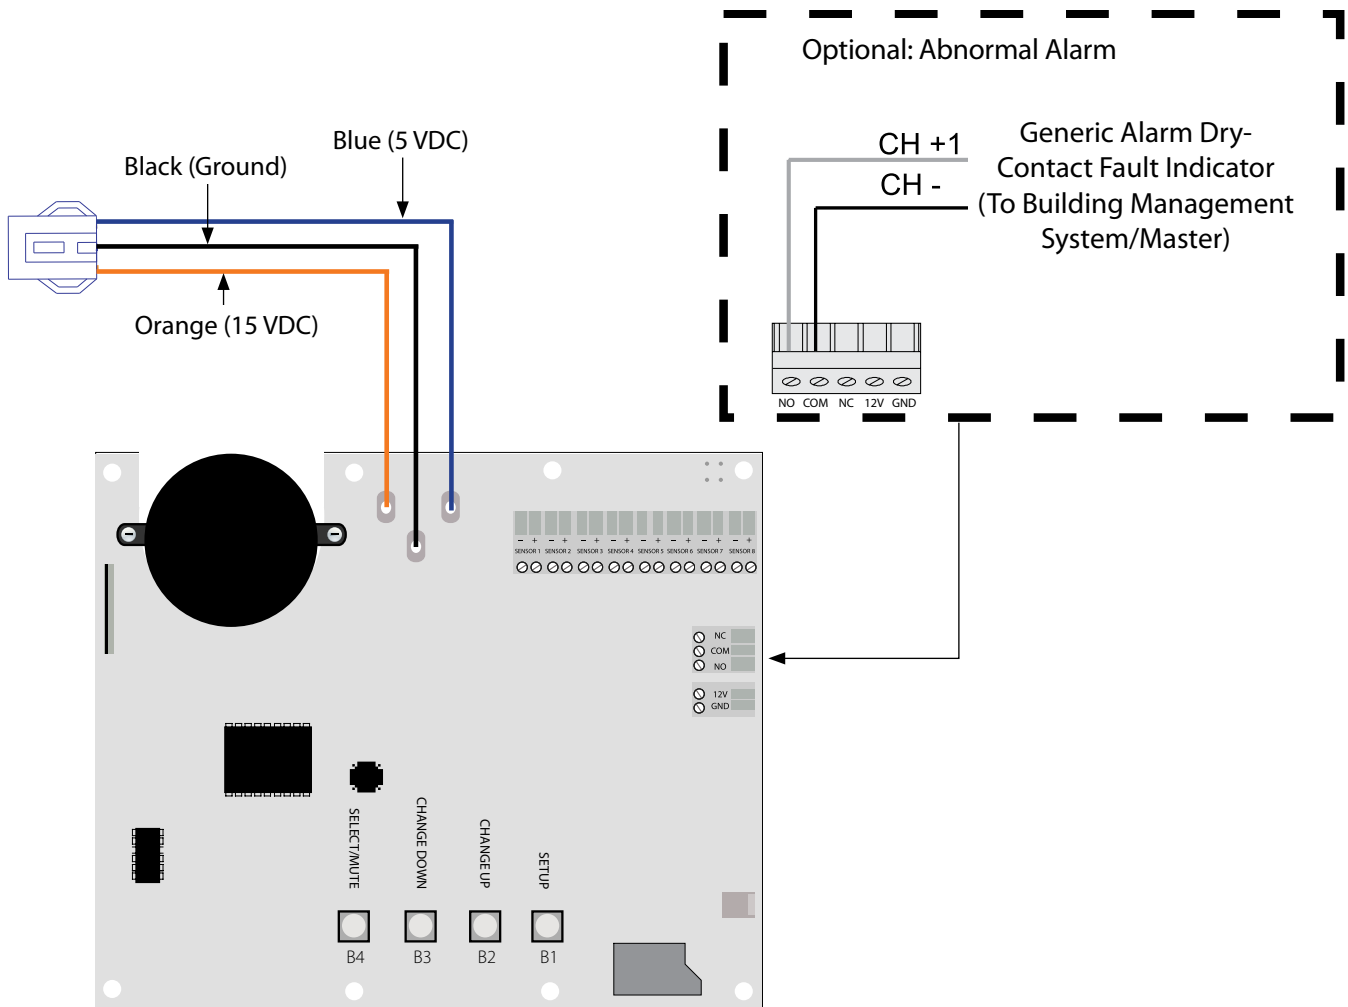 Optional: Abnormal Alarm
Blue (5 VDC)
Black (Ground)
Orange (15 VDC)
CH +1
CH -
Generic Alarm Dry-
Contact Fault Indicator
(To Building Management
System/Master)
NO COM NC 12V GND
- + - + - + - + - + - + - + - +
SENSOR 1 SENSOR 2 SENSOR 3 SENSOR 4 SENSOR 5 SENSOR 6 SENSOR 7 SENSOR 8
NC
COM
NO
12V
GND
SELECT/MUTE
CHANGE DOWN
CHANGE UP
SETUP
B4 B3 B2 B1